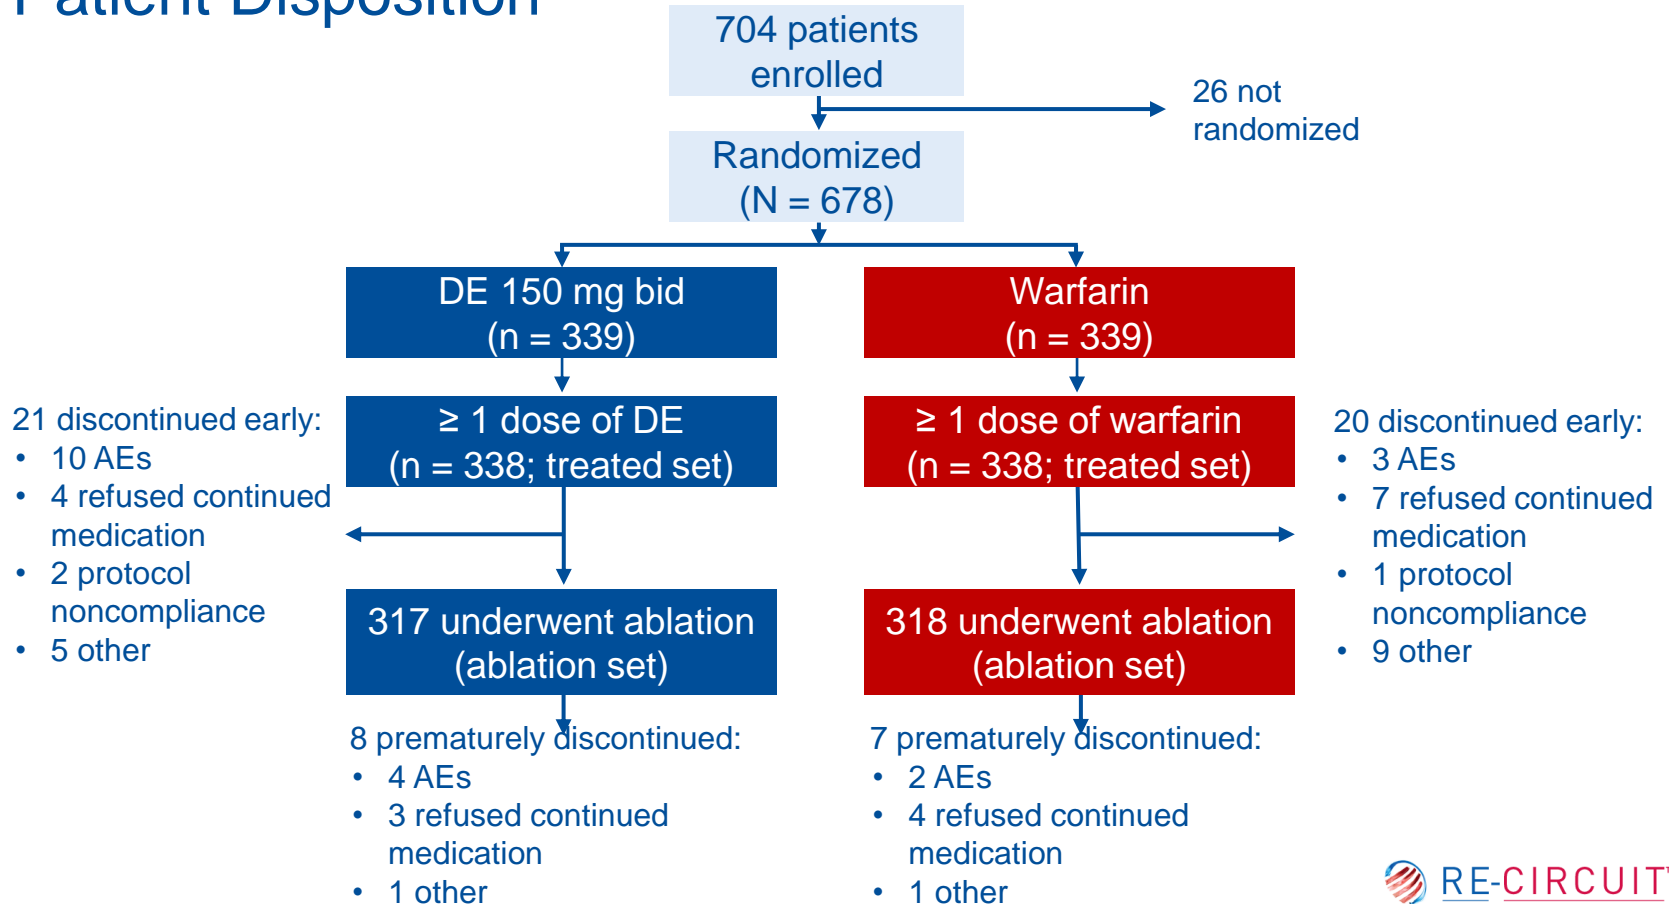 Patient Disposition
704 patients
enrolled
26 not
randomized
Randomized
(N = 678)
DE 150 mg bid
(n = 339)
Warfarin
(n = 339)
21 discontinued early:
• 10 AEs
• 4 refused continued
medication
• 2 protocol
noncompliance
• 5 other
≥ 1 dose of DE
(n = 338; treated set)
≥ 1 dose of warfarin
(n = 338; treated set)
20 discontinued early:
• 3 AEs
• 7 refused continued
medication
• 1 protocol
noncompliance
• 9 other
317 underwent ablation
(ablation set)
318 underwent ablation
(ablation set)
8 prematurely discontinued:
• 4 AEs
• 3 refused continued
medication
• 1 other
7 prematurely discontinued:
• 2 AEs
• 4 refused continued
medication
• 1 other
RE-CIRCUIT